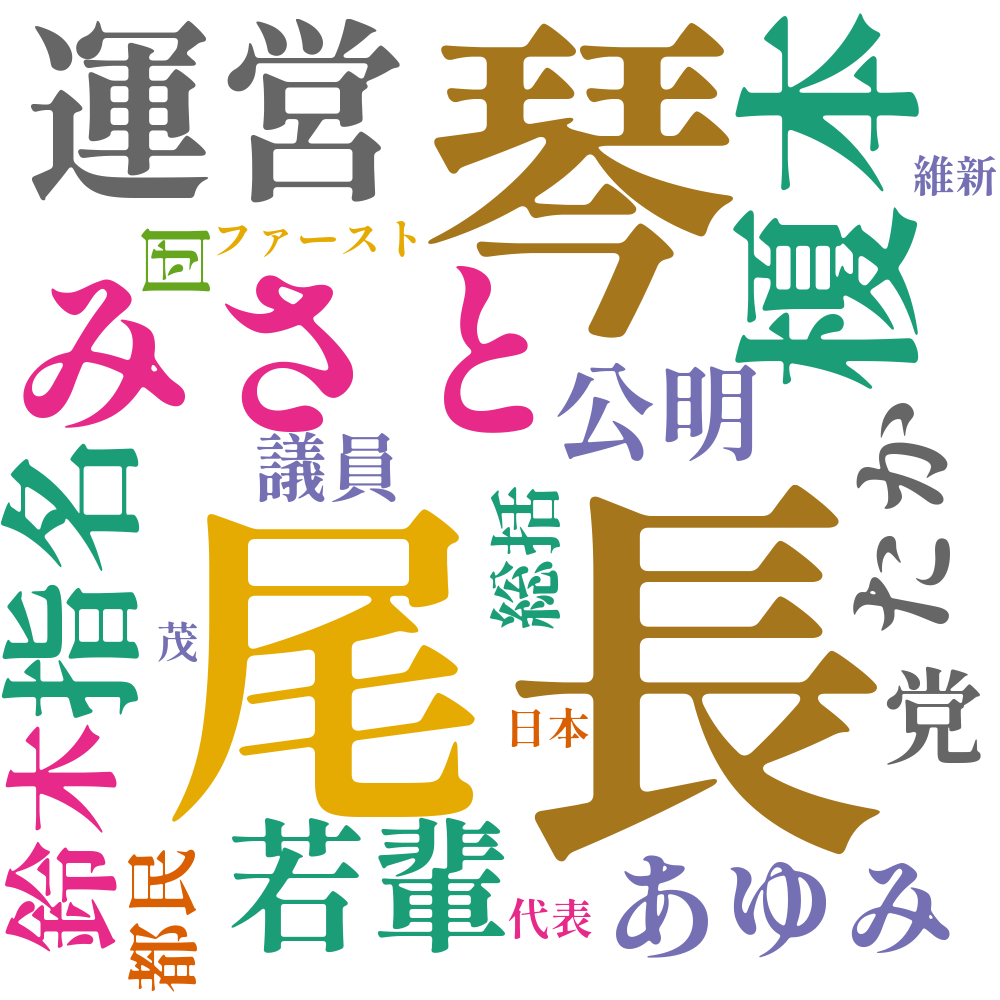 運営
琴
榎本
維新
団
ファースト
みさと
公明
議員
たか
指名
尾
総括
長
茂
党
日本
鈴木
若輩
都民
代表
あゆみ